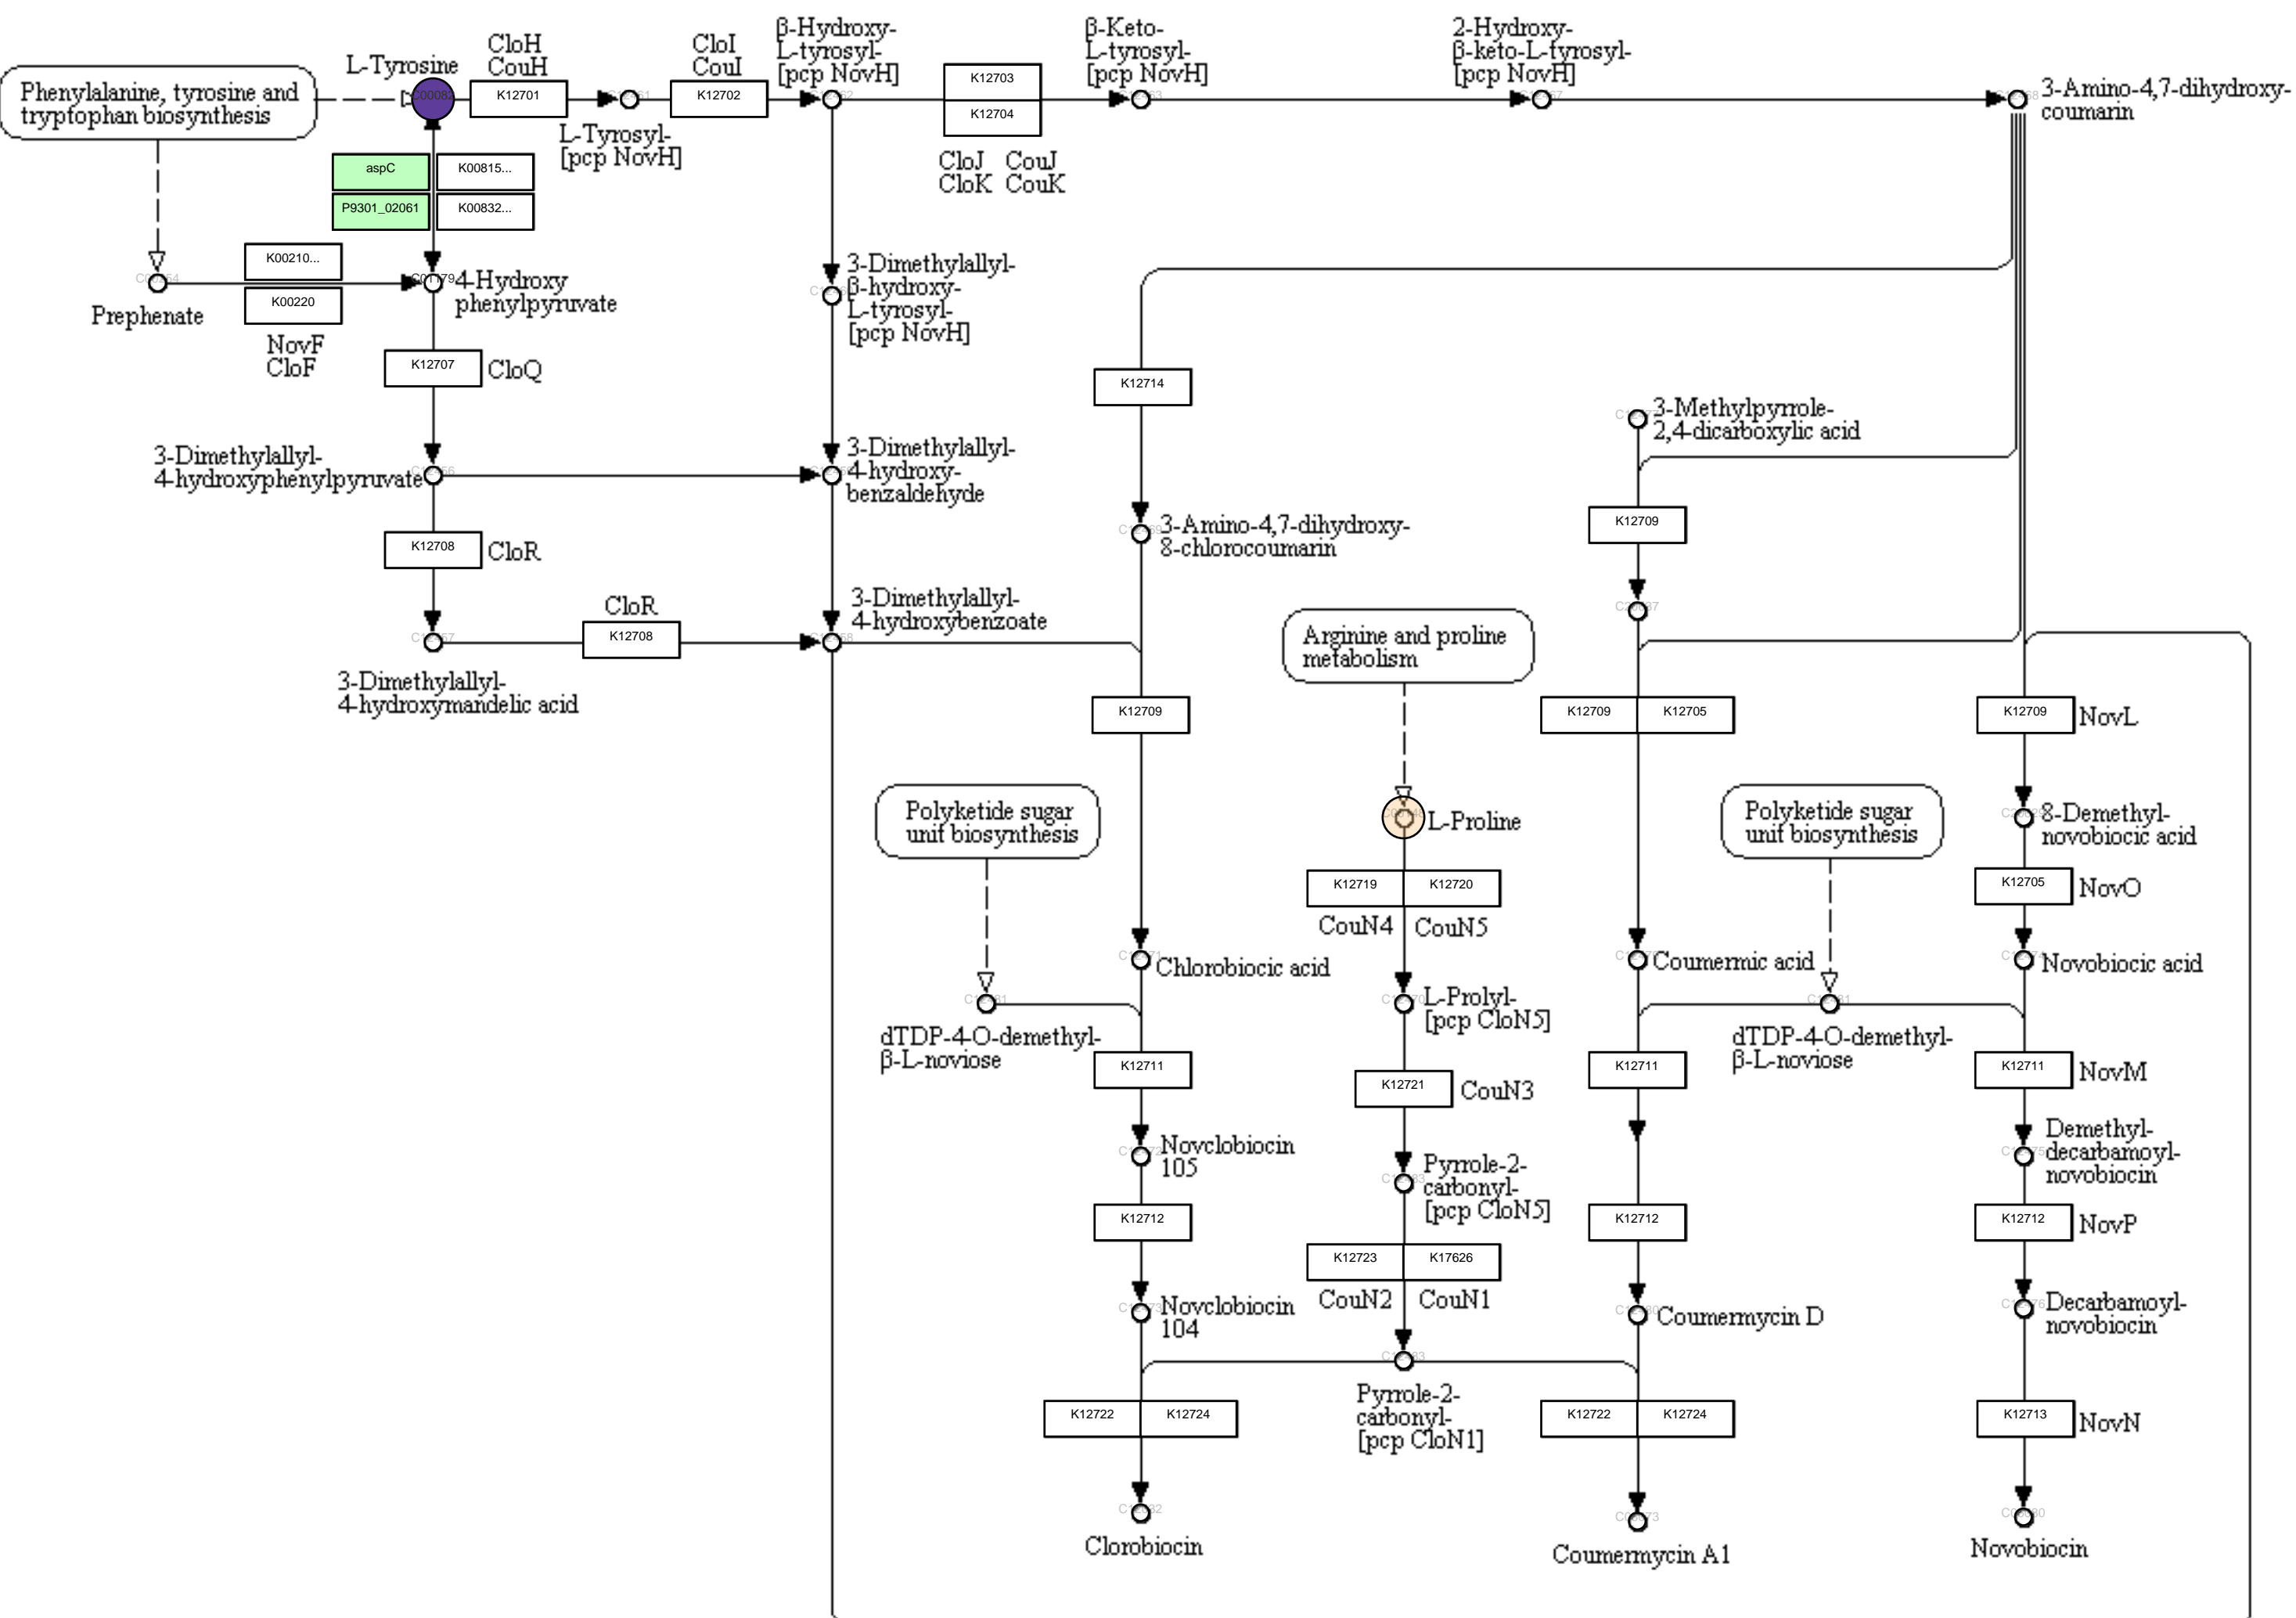 Phenylalanine, tyrosine and
tryptophan biosynthesis
L-Tyrosine
CloH
CouH
K12701
L-Tyrosyl-
[pcp NovH]
CloI
CouI
K12702
β-Hydroxy-
L-tyrosyl-
[pcp NovH]
K12703
K12704
CloJ CouJ
CloK CouK
β-Keto-
L-tyrosyl-
[pcp NovH]
2-Hydroxy-
β-keto-L-tyrosyl-
[pcp NovH]
3-Amino-4,7-dihydroxy-
coumarin
aspC
K00815...
P9301_02061
K00832...
Prephenate
K00210...
K00220
NovF
CloF
4-Hydroxy
phenylpyruvate
K12707
CloQ
3-Dimethylallyl-
4-hydroxyphenylpyruvate
K12708
CloR
3-Dimethylallyl-
4-hydroxymandelic acid
CloR
K12708
3-Dimethylallyl-
β-hydroxy-
L-tyrosyl-
[pcp NovH]
3-Dimethylallyl-
4-hydroxy-
benzaldehyde
3-Dimethylallyl-
4-hydroxybenzoate
K12714
3-Amino-4,7-dihydroxy-
8-chlorocoumarin
K12709
Polyketide sugar
unit biosynthesis
dTDP-4-O-demethyl-
β-L-noviose
Chlorobiocic acid
K12711
Novclobiocin
105
K12712
Novclobiocin
104
K12722
K12724
Clorobiocin
Arginine and proline
metabolism
L-Proline
K12719
K12720
CouN4
CouN5
L-Prolyl-
[pcp CloN5]
K12721
CouN3
Pyrrole-2-
carbonyl-
[pcp CloN5]
K12723
K17626
CouN2
CouN1
Pyrrole-2-
carbonyl-
[pcp CloN1]
3-Methylpyrrole-
2,4-dicarboxylic acid
K12709
K12709
K12705
Coumermic acid
K12711
K12712
Coumermycin D
K12722
K12724
Coumermycin A1
Polyketide sugar
unit biosynthesis
dTDP-4-O-demethyl-
β-L-noviose
K12709
NovL
8-Demethyl-
novobiocic acid
K12705
NovO
Novobiocic acid
K12711
NovM
Demethyl-
decarbamoyl-
novobiocin
K12712
NovP
Decarbamoyl-
novobiocin
K12713
NovN
Novobiocin